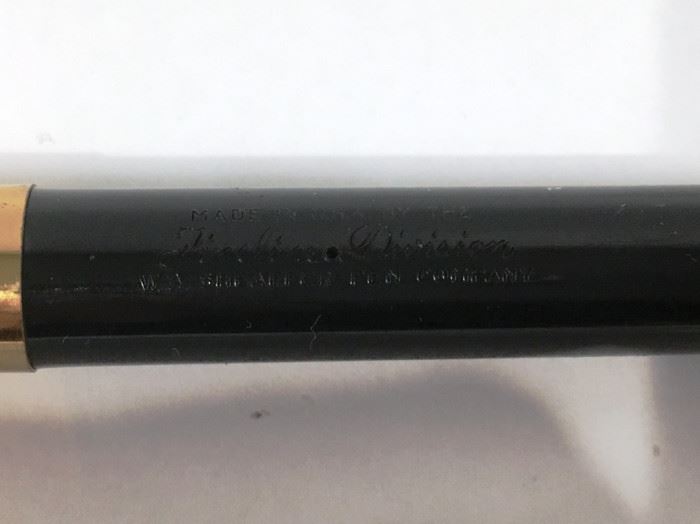 MADE IN U.S.A. BY THE
Fineline Division
W. A. SHEAFFER PEN COMPANY